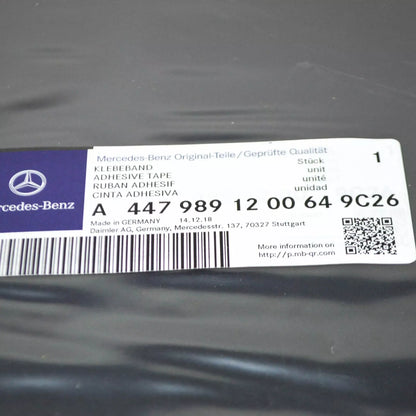 Mercedes-Benz Original-Teile/Geprüfte Qualität
KLEBEBAND Stück 1
ADHESIVE TAPE unit
RUBAN ADHESIF unité
CINTA ADHESIVA unidad
rcedes-Benz
A 447 989 12 00 64 9C26
Made in GERMANY 14.12.18
Daimler AG, Germany, Mercedesstr. 137, 70327 Stuttgart
More information on
http://p.mb-qr.com